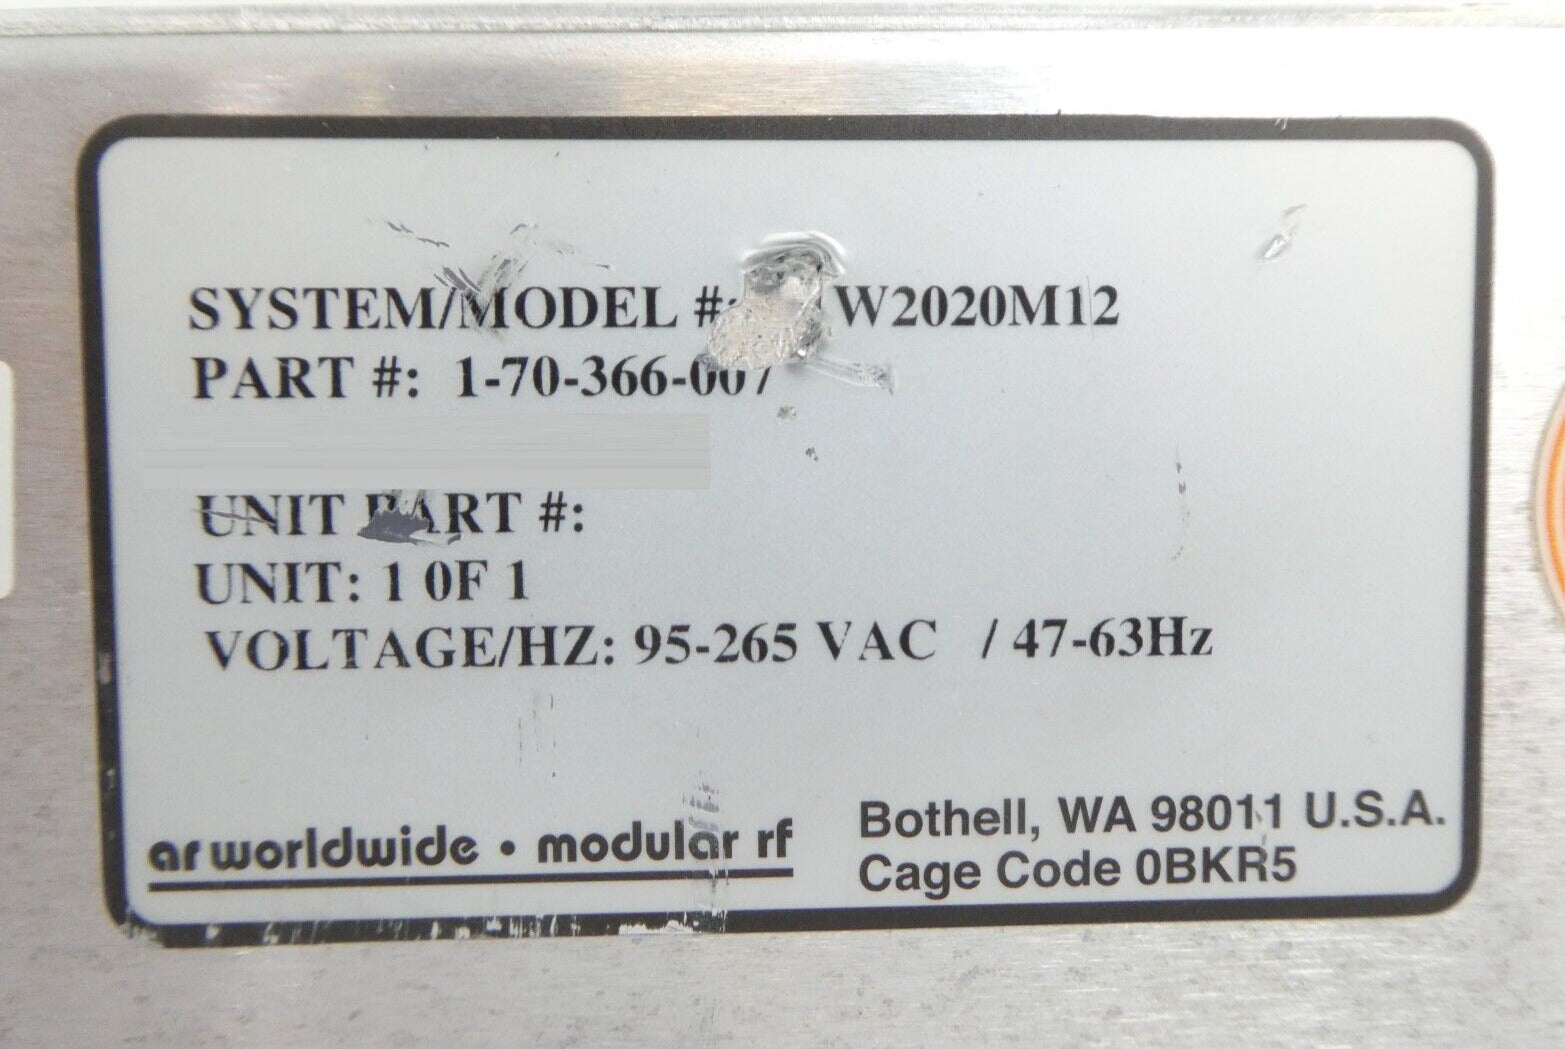 SYSTEM/MODEL #: W2020M12
PART #: 1-70-366-007
UNIT PART #:
UNIT: 1 0F 1
VOLTAGE/HZ: 95-265 VAC / 47-63Hz
ar worldwide • modular rf
Bothell, WA 98011 U.S.A.
Cage Code 0BKR5